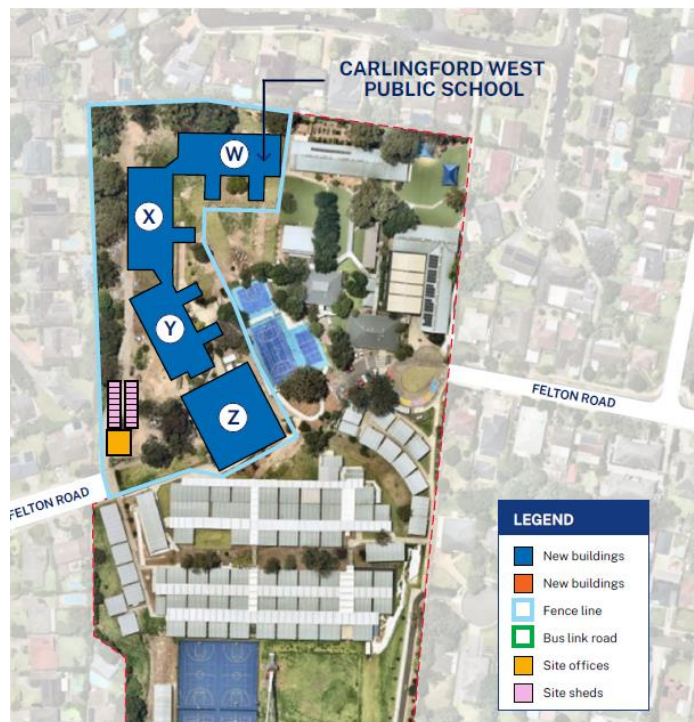 CARLINGFORD WEST
PUBLIC SCHOOL
W
X
Y
Z
FELTON ROAD
FELTON ROAD
LEGEND
New buildings
New buildings
Fence line
Bus link road
Site offices
Site sheds